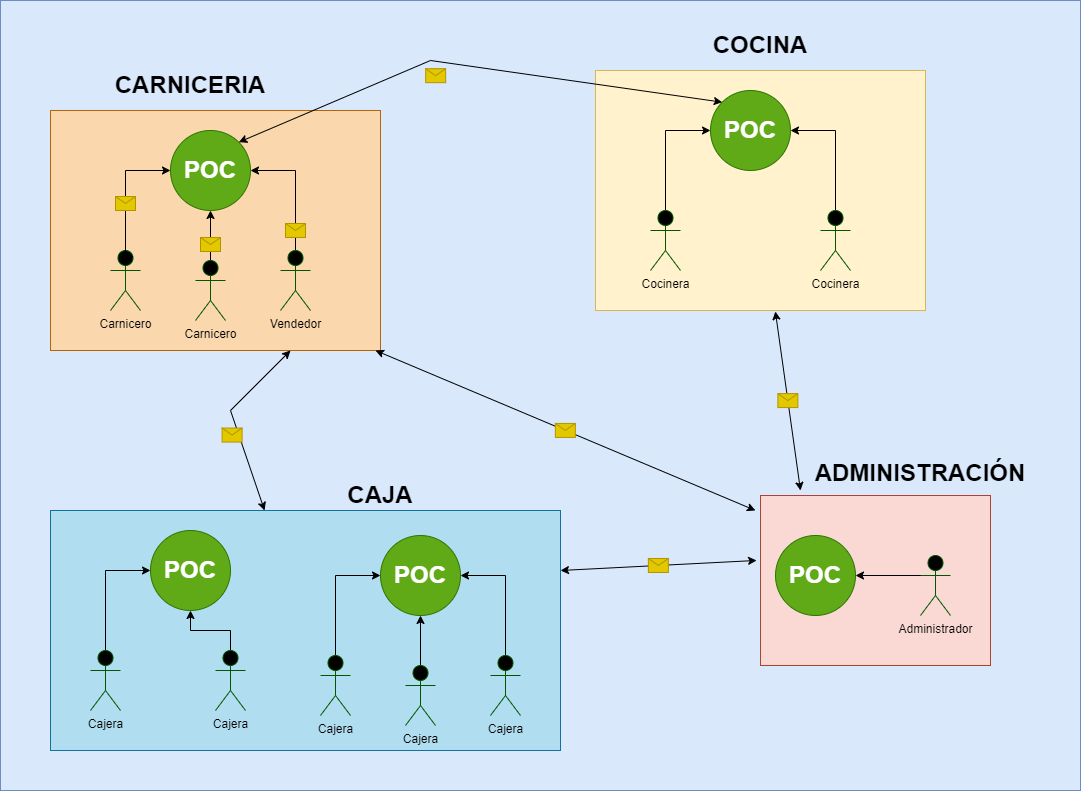 COCINA
CARNICERIA
POC
POC
Carnicero
Carnicero
Vendedor
Cocinera
Cocinera
CAJA
ADMINISTRACIÓN
POC
POC
POC
Cajera
Cajera
Cajera
Cajera
Cajera
Administrador